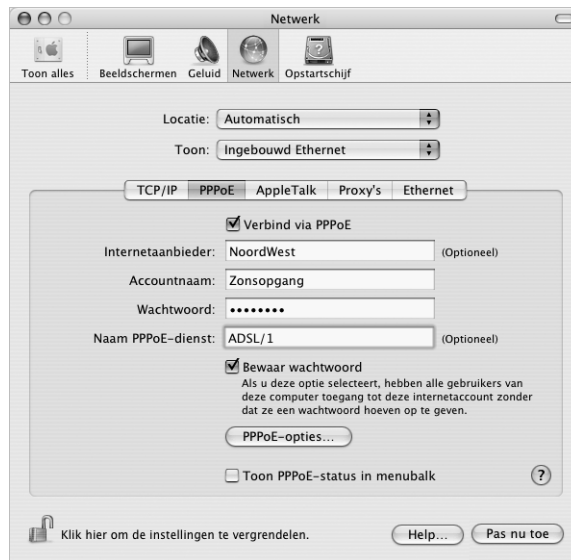 Netwerk
Toon alles Beeldschermen Geluid Netwerk Opstartschijf
Locatie: Automatisch
Toon: Ingebouwd Ethernet
TCP/IP PPPoE AppleTalk Proxy's Ethernet
Verbind via PPPoE
Internetaanbieder: NoordWest (Optioneel)
Accountnaam: Zonsopgang
Wachtwoord: ••••••••
Naam PPPoE-dienst: ADSL/1 (Optioneel)
Bewaar wachtwoord
Als u deze optie selecteert, hebben alle gebruikers van
deze computer toegang tot deze internetaccount zonder
dat ze een wachtwoord hoeven op te geven.
PPPoE-opties...
Toon PPPoE-status in menubalk ?
Klik hier om de instellingen te vergrendelen. Help... Pas nu toe